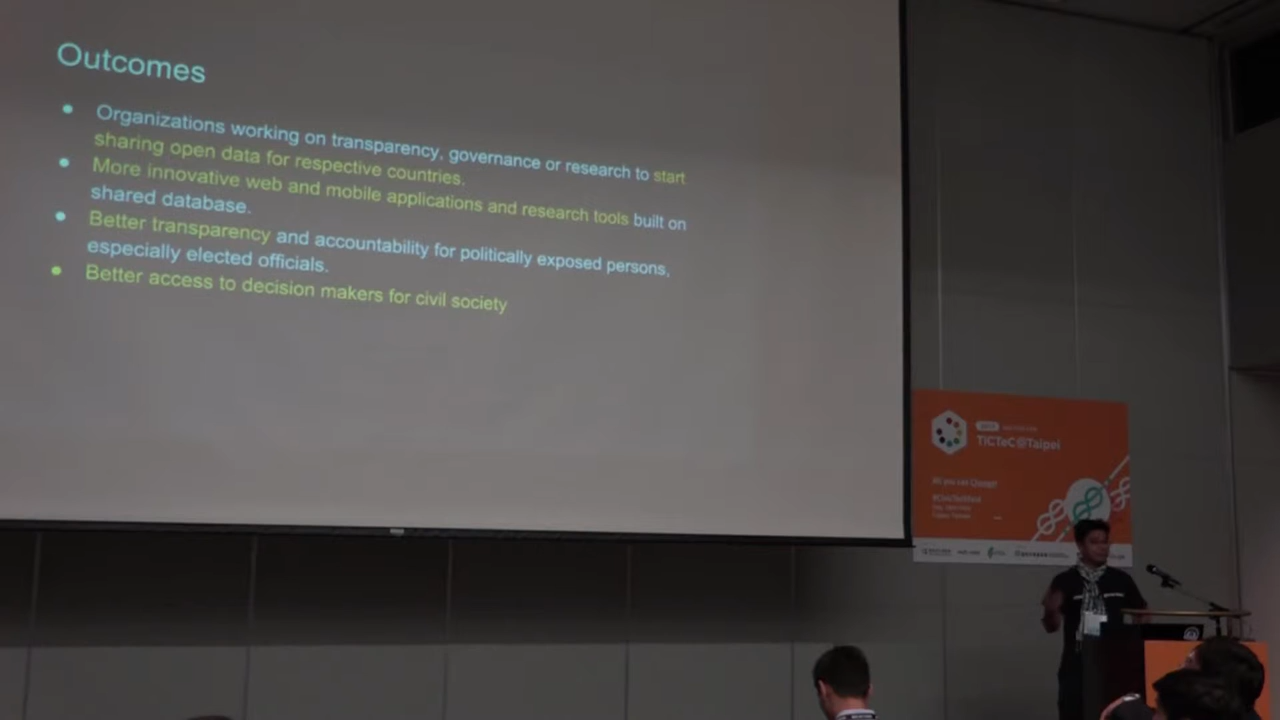 Outcomes
Organizations working on transparency, governance or research to start
sharing open data for respective countries.
More innovative web and mobile applications and research tools built on
shared database.
Better transparency and accountability for politically exposed persons,
especially elected officials.
Better access to decision makers for civil society
TICTeC@Taipei